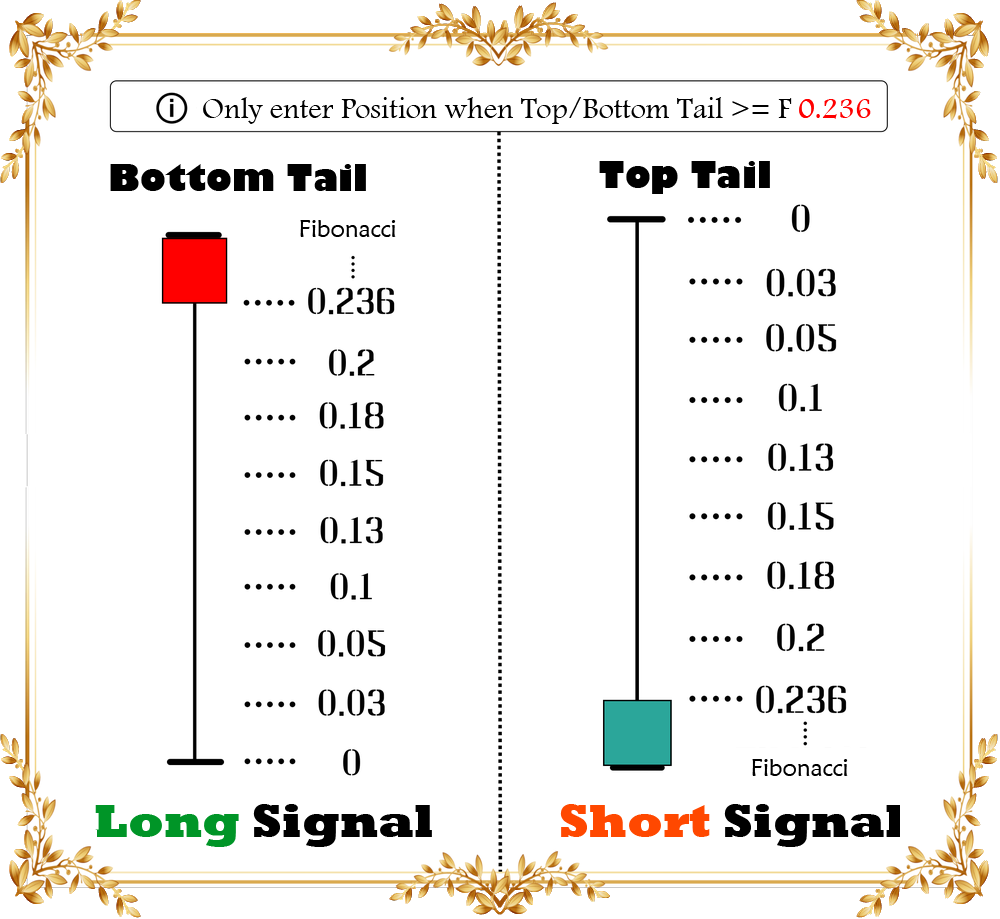 Only enter Position when Top/Bottom Tail >= F 0.236
Bottom Tail
Fibonacci
0.236
0.2
0.18
0.15
0.13
0.1
0.05
0.03
0
Long Signal
Top Tail
0
0.03
0.05
0.1
0.13
0.15
0.18
0.2
0.236
Fibonacci
Short Signal